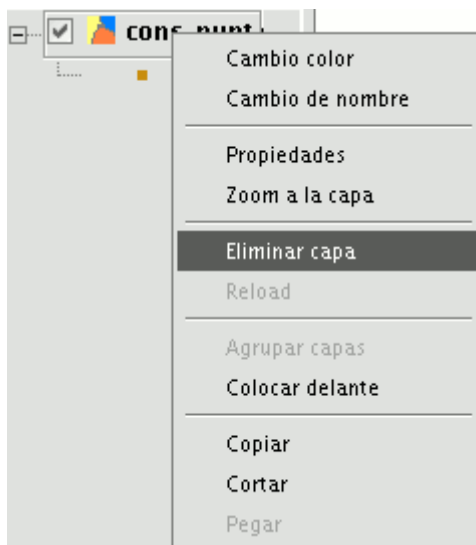 cons_punt
Cambio color
Cambio de nombre
Propiedades
Zoom a la capa
Eliminar capa
Reload
Agrupar capas
Colocar delante
Copiar
Cortar
Pegar